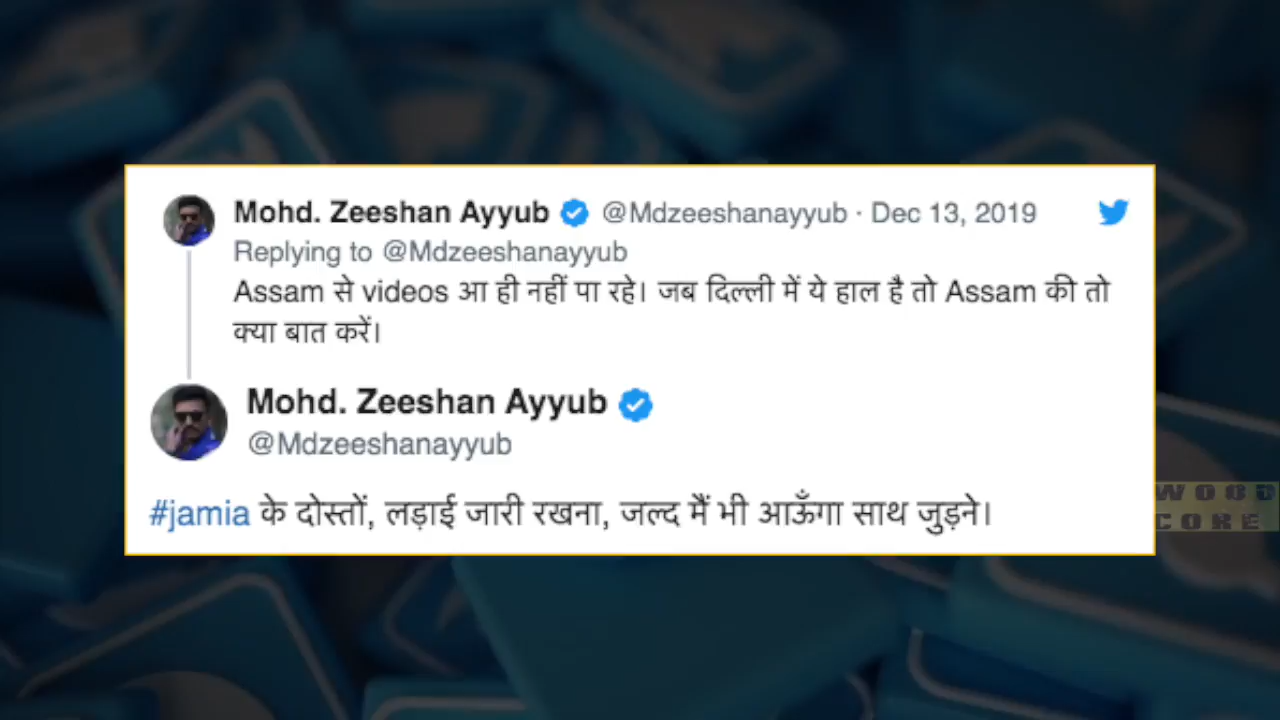 Mohd. Zeeshan Ayyub @Mdzeeshanayyub · Dec 13, 2019
Replying to @Mdzeeshanayyub
Assam से videos आ ही नहीं पा रहे। जब दिल्ली में ये हाल है तो Assam की तो
क्या बात करें।
Mohd. Zeeshan Ayyub
@Mdzeeshanayyub
#jamia के दोस्तों, लड़ाई जारी रखना, जल्द मैं भी आऊँगा साथ जुड़ने।
WOOD
CORE